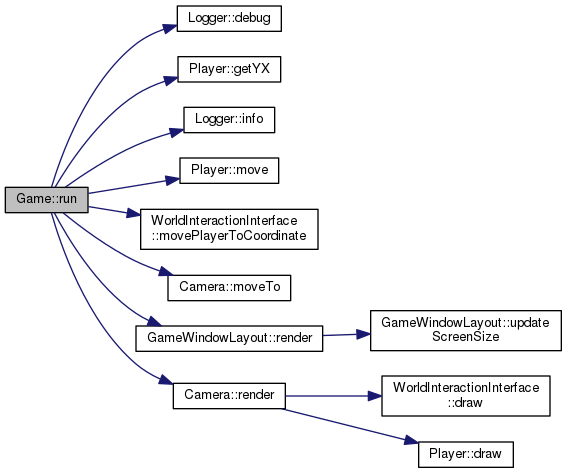 Logger::debug
Player::getYX
Logger::info
Player::move
Game::run
WorldInteractionInterface
::movePlayerToCoordinate
Camera::moveTo
GameWindowLayout::render
GameWindowLayout::update
ScreenSize
Camera::render
WorldInteractionInterface
::draw
Player::draw